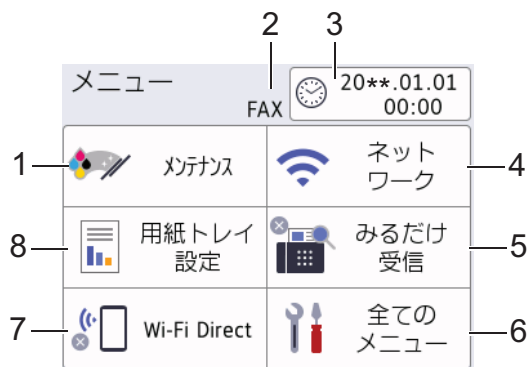 2 3
メニュー
FAX
20**.01.01
00:00
1
メンテナンス
ネット
ワーク
4
8
用紙トレイ
設定
みるだけ
受信
5
7
Wi-Fi Direct
全ての
メニュー
6